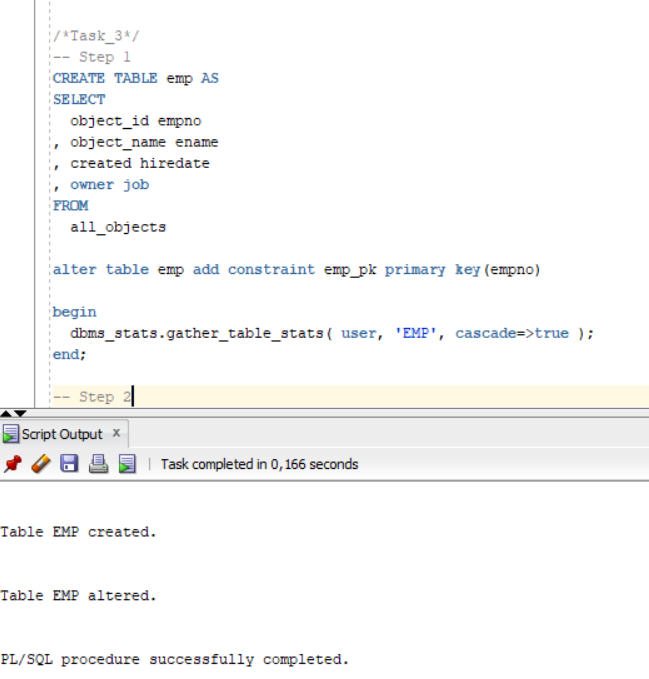 /*Task_3*/
-- Step 1
CREATE TABLE emp AS
SELECT
object_id empno
, object_name ename
, created hiredate
, owner job
FROM
all_objects
alter table emp add constraint emp_pk primary key(empno)
begin
dbms_stats.gather_table_stats( user, 'EMP', cascade=>true );
end;
-- Step 2
Script Output x
Task completed in 0,166 seconds
Table EMP created.
Table EMP altered.
PL/SQL procedure successfully completed.